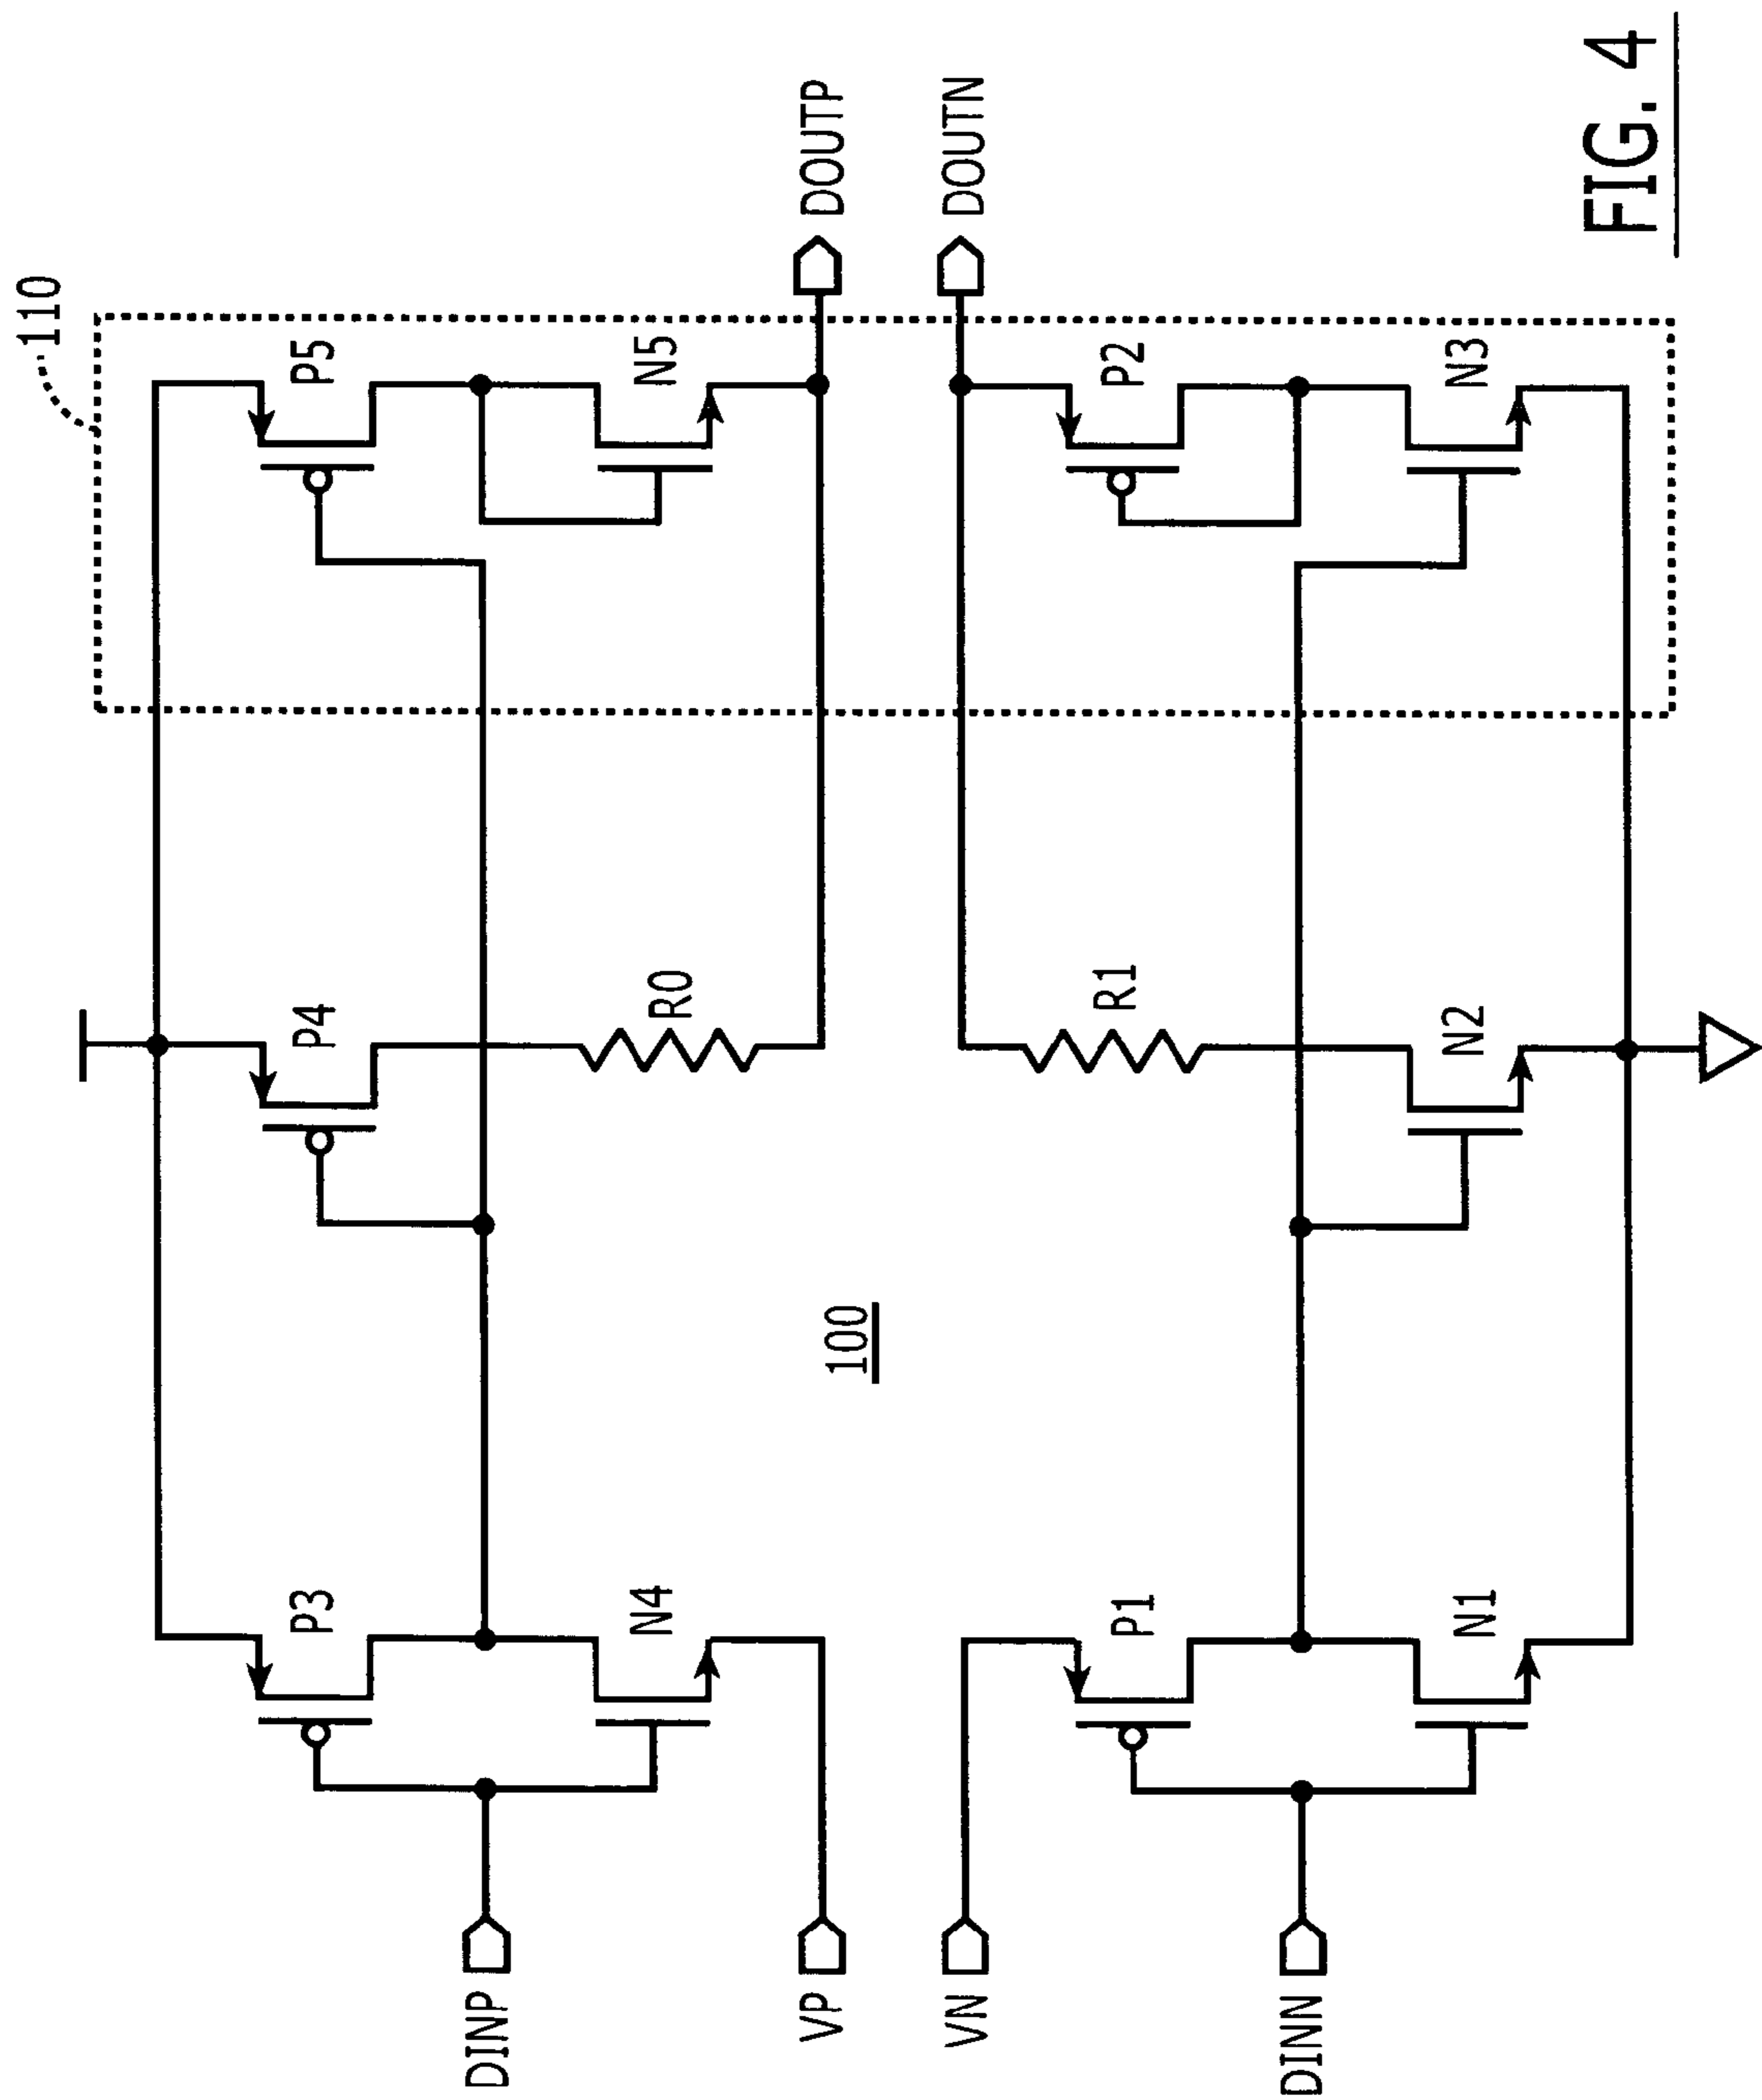 110
P5
N5
DOUTP
DOUTN
P2
N3
P4
R0
R1
N2
100
P3
N4
P1
N1
DINP
VP
VN
DINN
FIG. 4